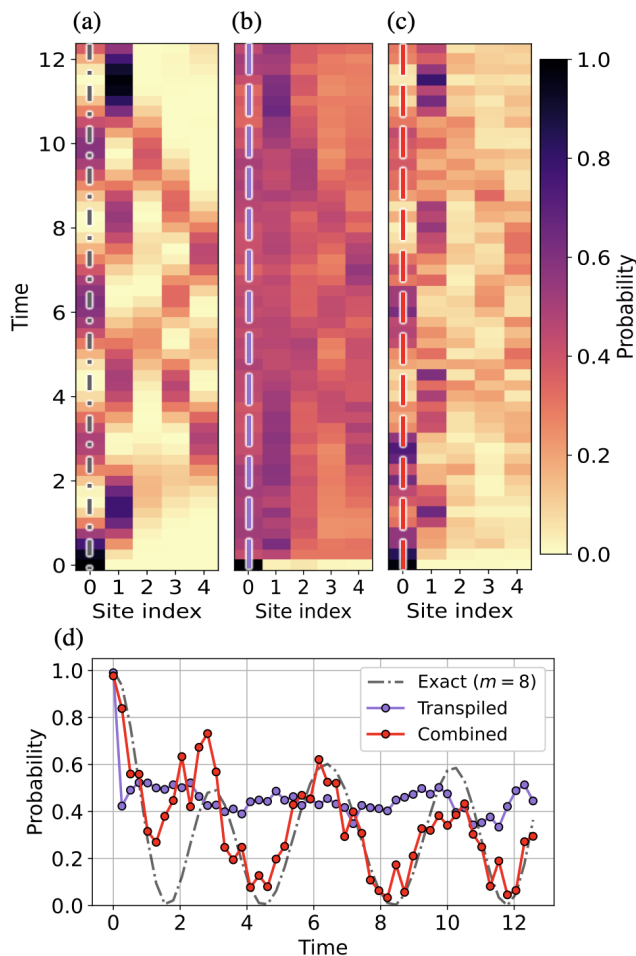 (a) (b) (c)
12
10
8
6
4
2
0
Time
0 1 2 3 4
Site index
0 1 2 3 4
Site index
0 1 2 3 4
Site index
1.0
0.8
0.6
0.4
0.2
0.0
Probability
(d)
1.0
0.8
0.6
0.4
0.2
0.0
Probability
Exact (m = 8)
Transpiled
Combined
0 2 4 6 8 10 12
Time